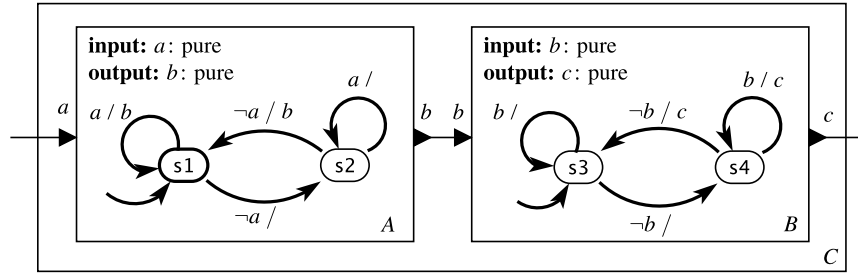 input: a: pure
output: b: pure
a
a / b
¬a / b
a /
s1
s2
¬a /
A
b
b
input: b: pure
output: c: pure
b /
¬b / c
b / c
s3
s4
¬b /
B
c
C